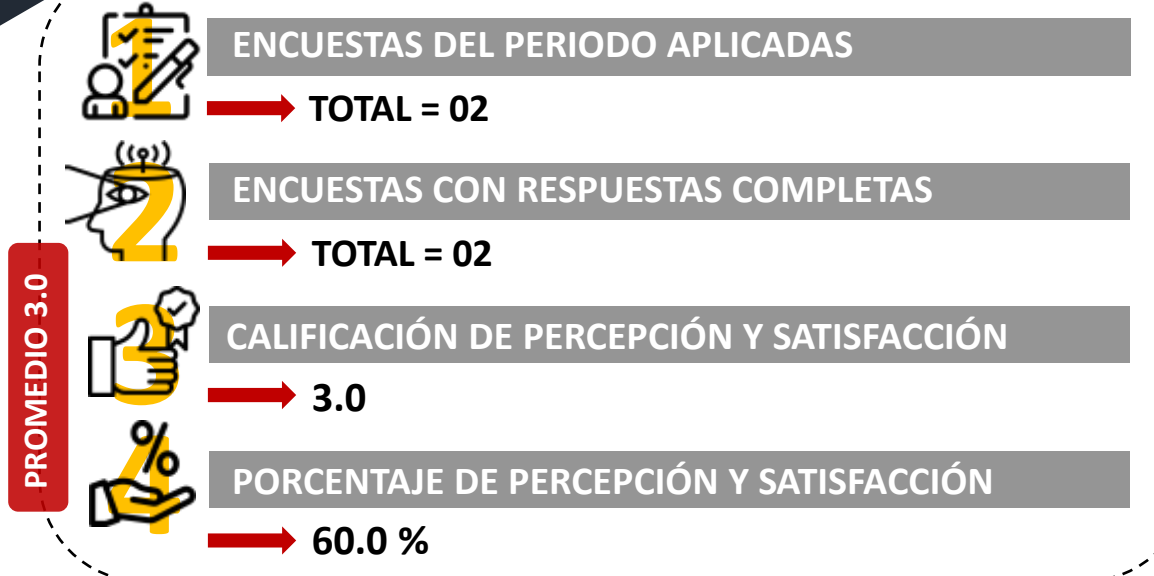 1
ENCUESTAS DEL PERIODO APLICADAS
TOTAL = 02
2
ENCUESTAS CON RESPUESTAS COMPLETAS
TOTAL = 02
3
CALIFICACIÓN DE PERCEPCIÓN Y SATISFACCIÓN
3.0
4
%
PORCENTAJE DE PERCEPCIÓN Y SATISFACCIÓN
60.0 %
PROMEDIO 3.0